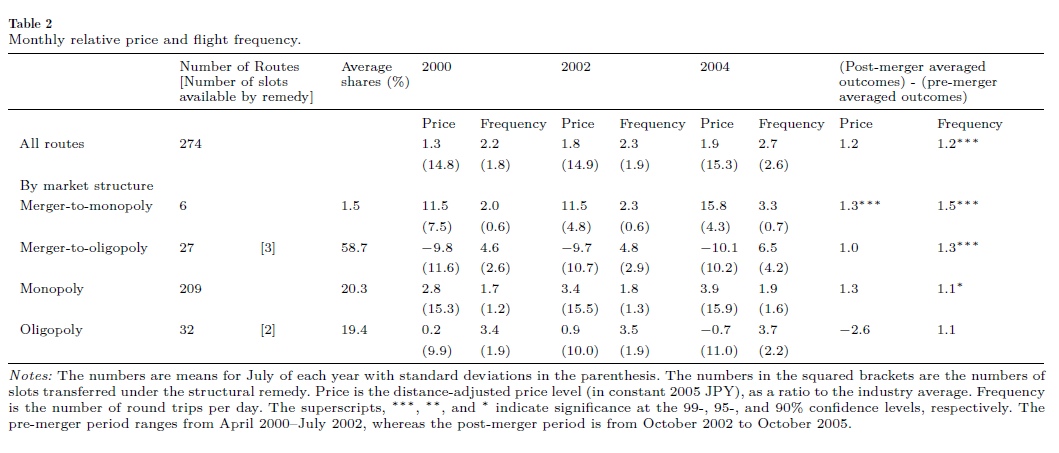 Table 2
Monthly relative price and flight frequency.
Number of Routes [Number of slots available by remedy] Average shares (%) 2000 2002 2004 (Post-merger averaged outcomes) - (pre-merger averaged outcomes)
Price Frequency Price Frequency Price Frequency Price Frequency
All routes 274 1.3 2.2 1.8 2.3 1.9 2.7 1.2 1.2***
(14.8) (1.8) (14.9) (1.9) (15.3) (2.6)
By market structure
Merger-to-monopoly 6 1.5 11.5 2.0 11.5 2.3 15.8 3.3 1.3*** 1.5***
(7.5) (0.6) (4.8) (0.6) (4.3) (0.7)
Merger-to-oligopoly 27 [3] 58.7 −9.8 4.6 −9.7 4.8 −10.1 6.5 1.0 1.3***
(11.6) (2.6) (10.7) (2.9) (10.2) (4.2)
Monopoly 209 20.3 2.8 1.7 3.4 1.8 3.9 1.9 1.3 1.1*
(15.3) (1.2) (15.5) (1.3) (15.9) (1.6)
Oligopoly 32 [2] 19.4 0.2 3.4 0.9 3.5 −0.7 3.7 −2.6 1.1
(9.9) (1.9) (10.0) (1.9) (11.0) (2.2)
Notes: The numbers are means for July of each year with standard deviations in the parenthesis. The numbers in the squared brackets are the numbers of
slots transferred under the structural remedy. Price is the distance-adjusted price level (in constant 2005 JPY), as a ratio to the industry average. Frequency
is the number of round trips per day. The superscripts, ***, **, and * indicate significance at the 99-, 95-, and 90% confidence levels, respectively. The
pre-merger period ranges from April 2000–July 2002, whereas the post-merger period is from October 2002 to October 2005.